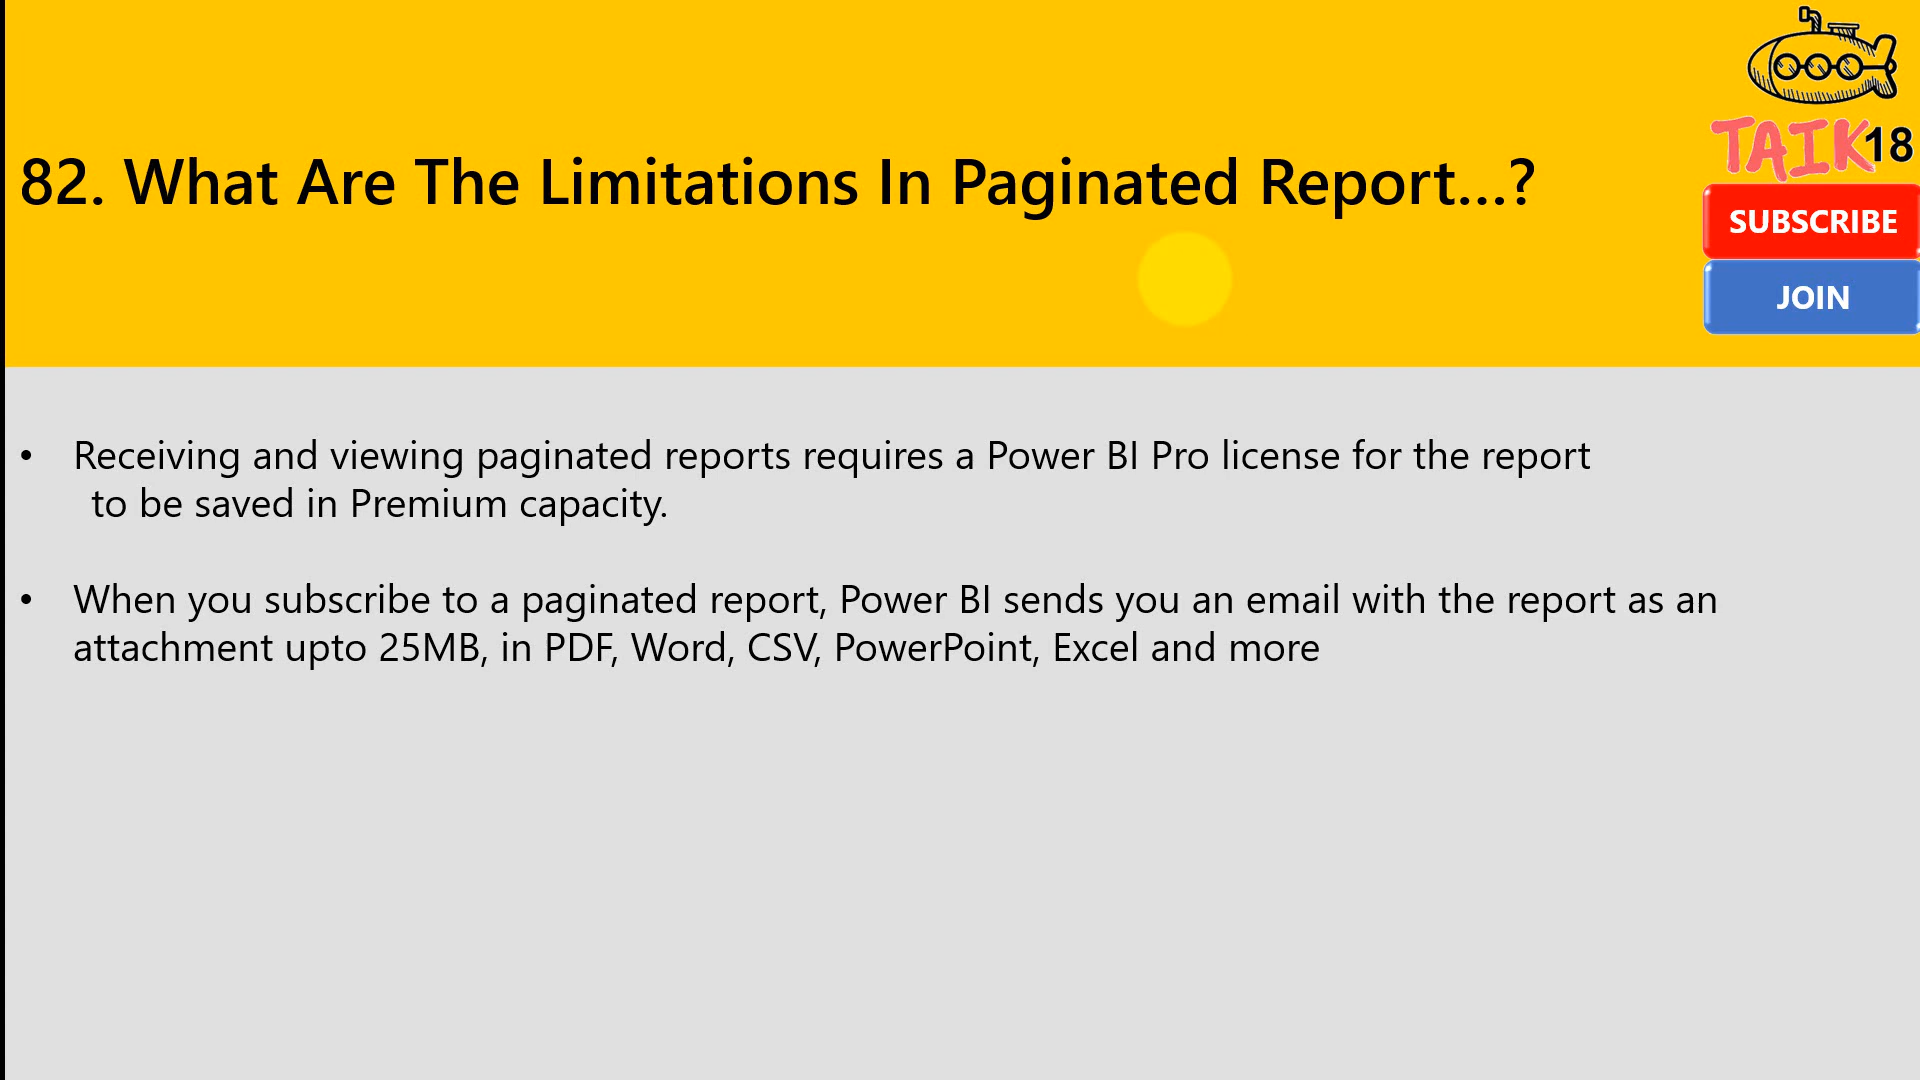 TAIK18
82. What Are The Limitations In Paginated Report...?
SUBSCRIBE
JOIN
• Receiving and viewing paginated reports requires a Power BI Pro license for the report
to be saved in Premium capacity.
• When you subscribe to a paginated report, Power BI sends you an email with the report as an
attachment upto 25MB, in PDF, Word, CSV, PowerPoint, Excel and more